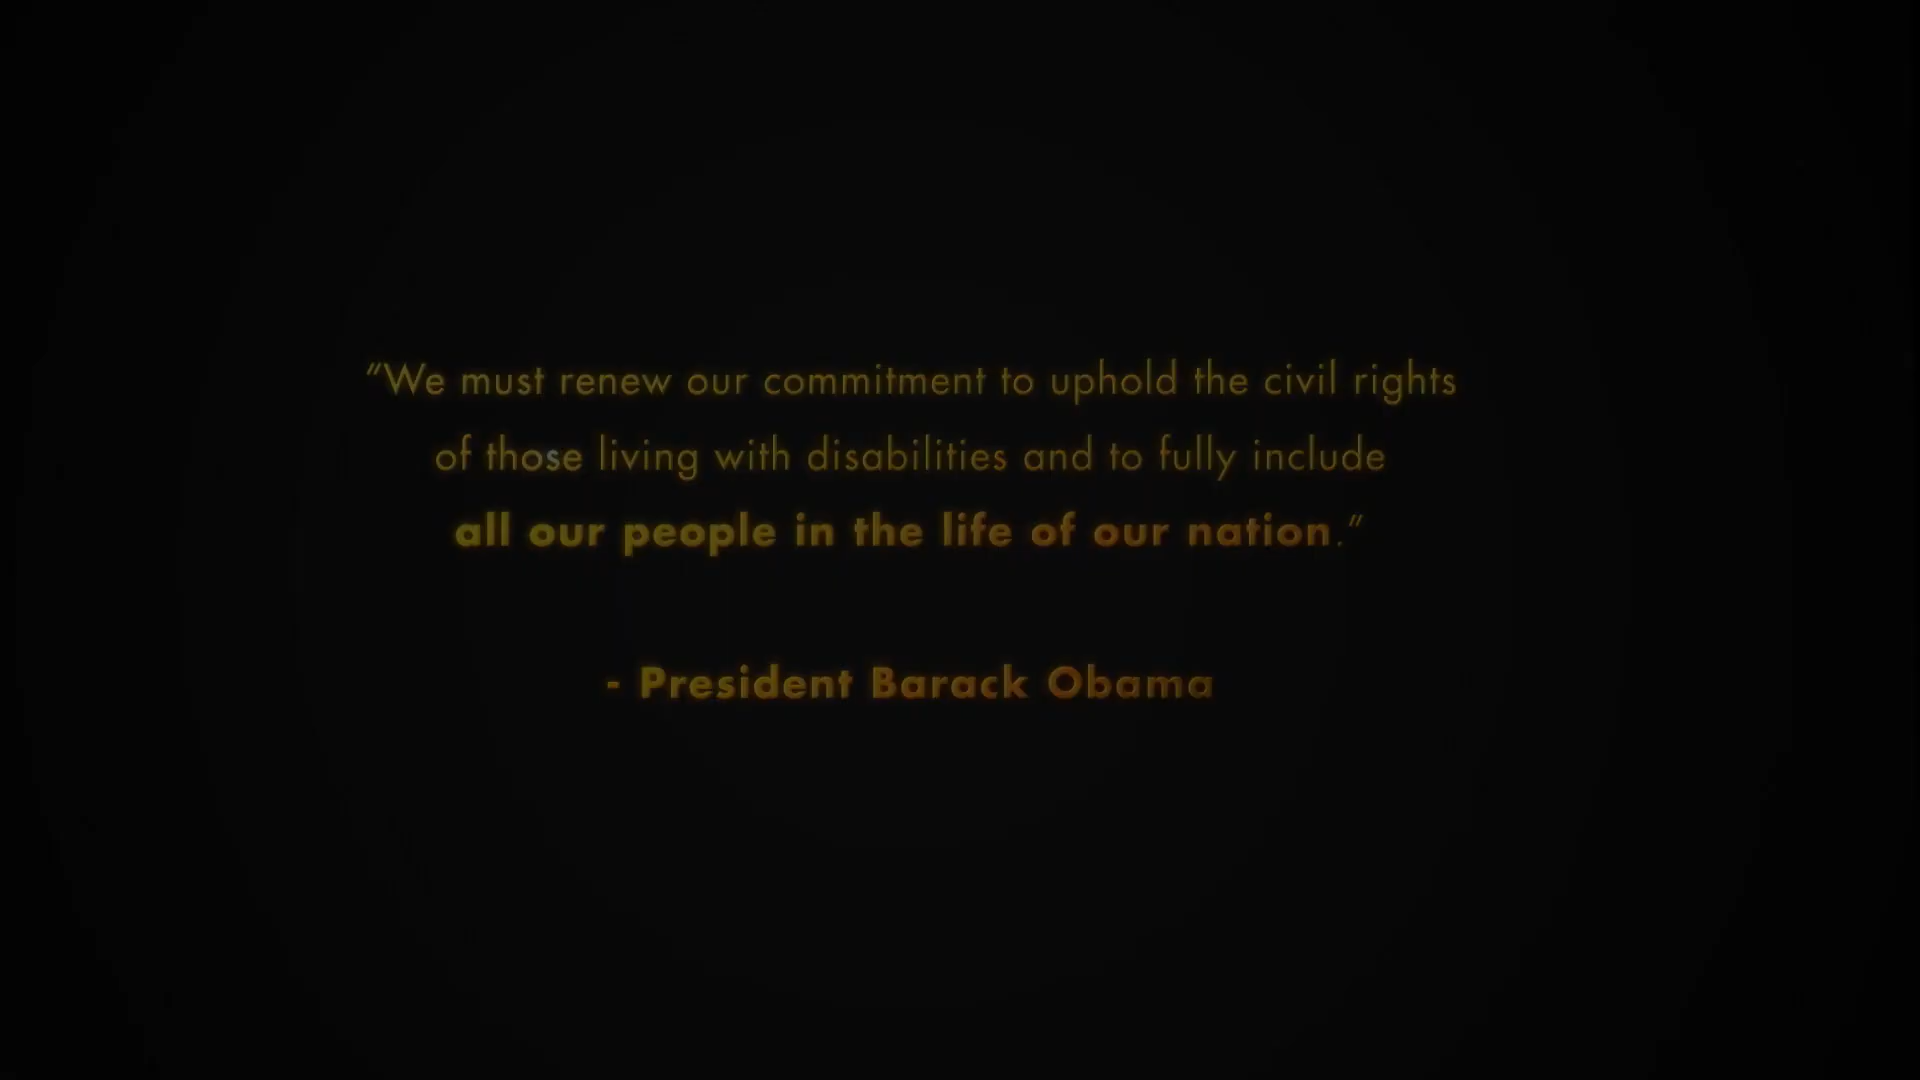 “We must renew our commitment to uphold the civil rights
of those living with disabilities and to fully include
all our people in the life of our nation.”
- President Barack Obama